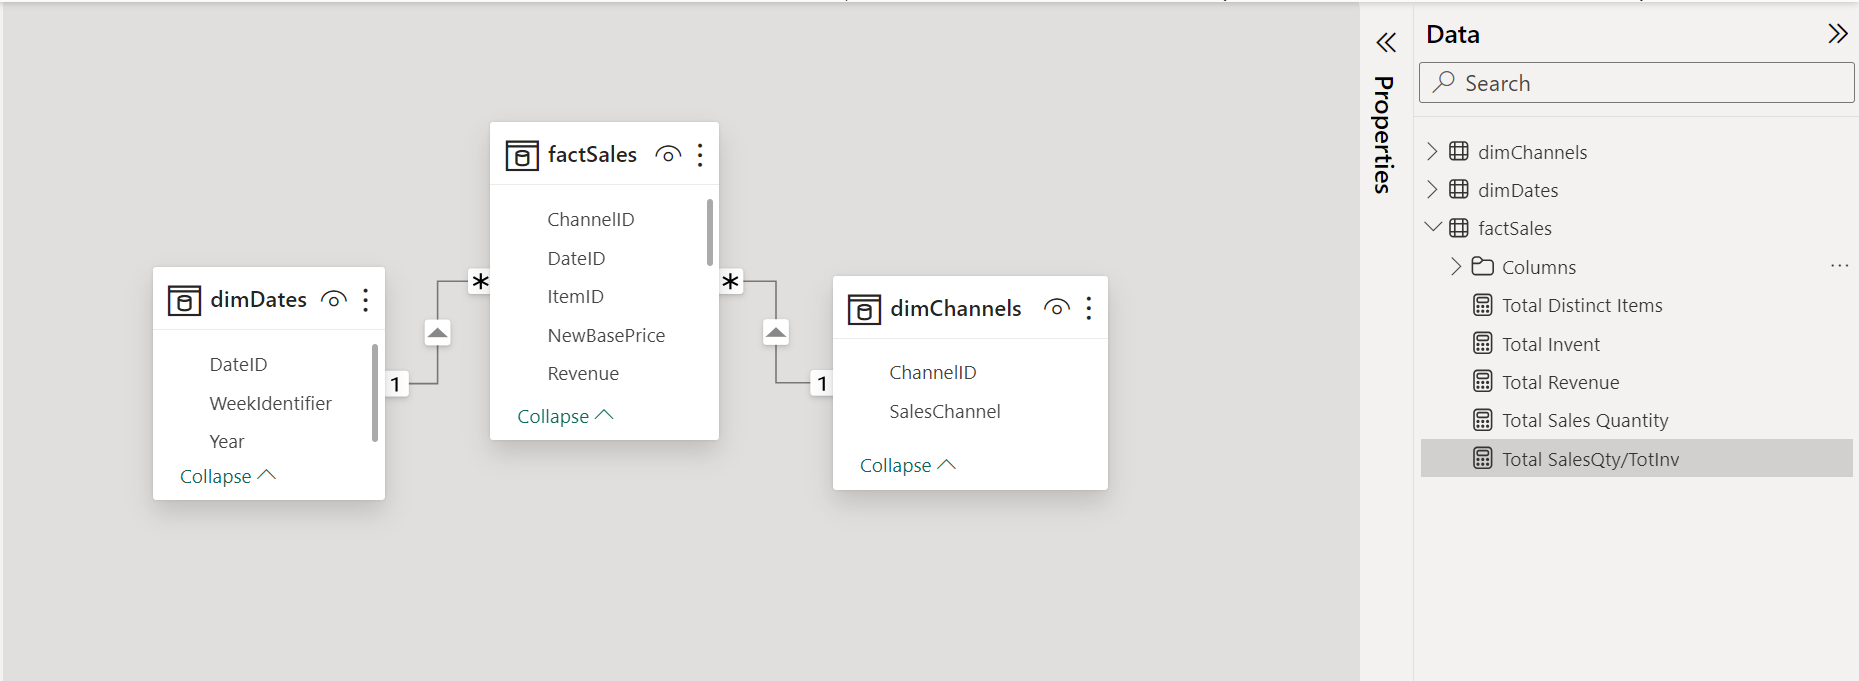 factSales
ChannelID
DateID
ItemID
NewBasePrice
Revenue
Collapse
*
*
dimDates
DateID
WeekIdentifier
Year
Collapse
1
dimChannels
ChannelID
SalesChannel
Collapse
1
Properties
Data
Search
dimChannels
dimDates
factSales
Columns
Total Distinct Items
Total Invent
Total Revenue
Total Sales Quantity
Total SalesQty/TotInv